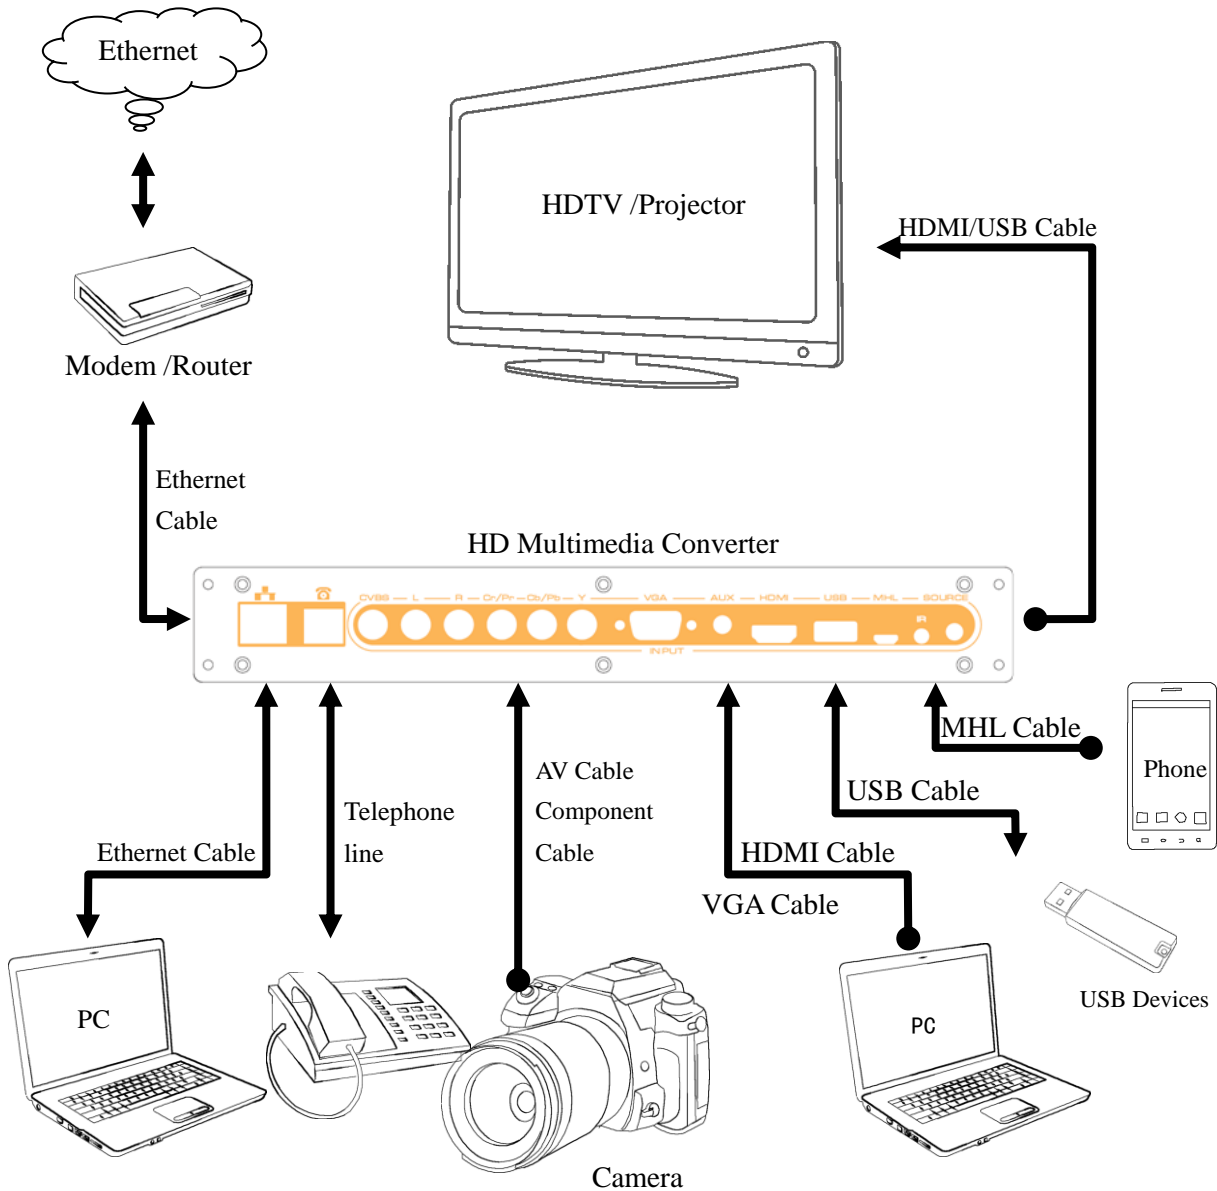 Ethernet
HDTV /Projector
HDMI/USB Cable
Modem /Router
Ethernet
Cable
HD Multimedia Converter
CVBS L R Cr/Pr Cb/Pb Y VGA AUX HDMI USB MHL SOURCE
IR
INPUT
MHL Cable
Phone
AV Cable
Component
Cable
USB Cable
Telephone
line
Ethernet Cable
HDMI Cable
VGA Cable
USB Devices
PC
PC
Camera